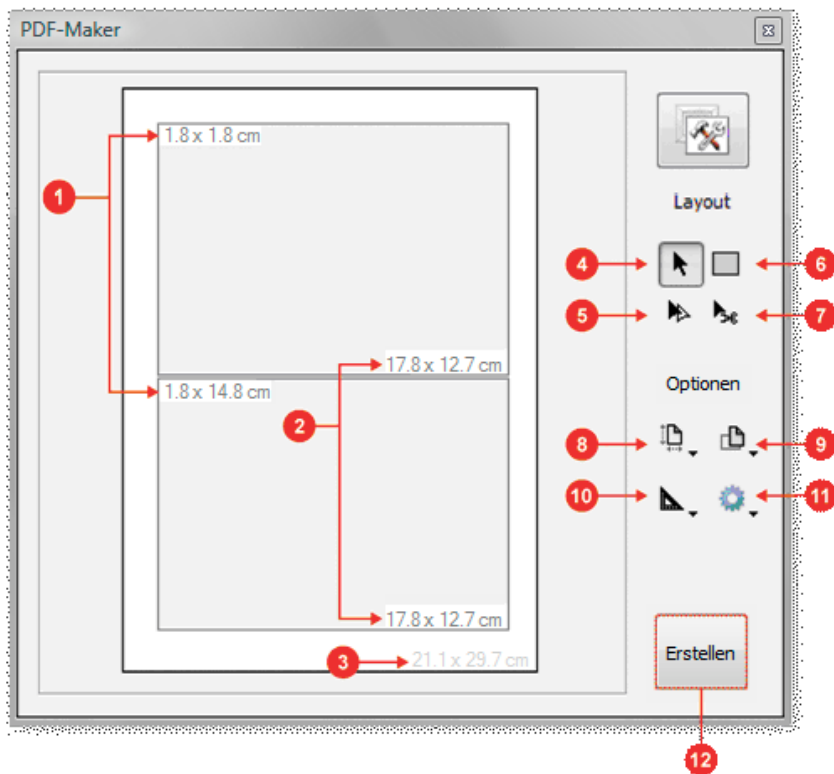 PDF-Maker
1.8 x 1.8 cm
1
Layout
4
6
5
7
17.8 x 12.7 cm
1.8 x 14.8 cm
Optionen
2
8
9
10
11
17.8 x 12.7 cm
3
21.1 x 29.7 cm
Erstellen
12